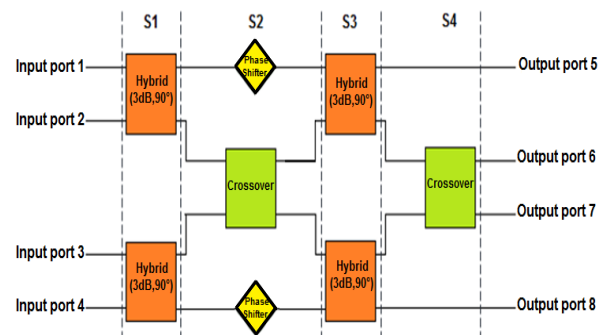 S1 S2 S3 S4
Input port 1
Hybrid
(3dB,90°)
Phase
Shifter
Hybrid
(3dB,90°)
Output port 5
Input port 2
Crossover
Crossover
Output port 6
Output port 7
Input port 3
Hybrid
(3dB,90°)
Hybrid
(3dB,90°)
Input port 4
Phase
Shifter
Output port 8